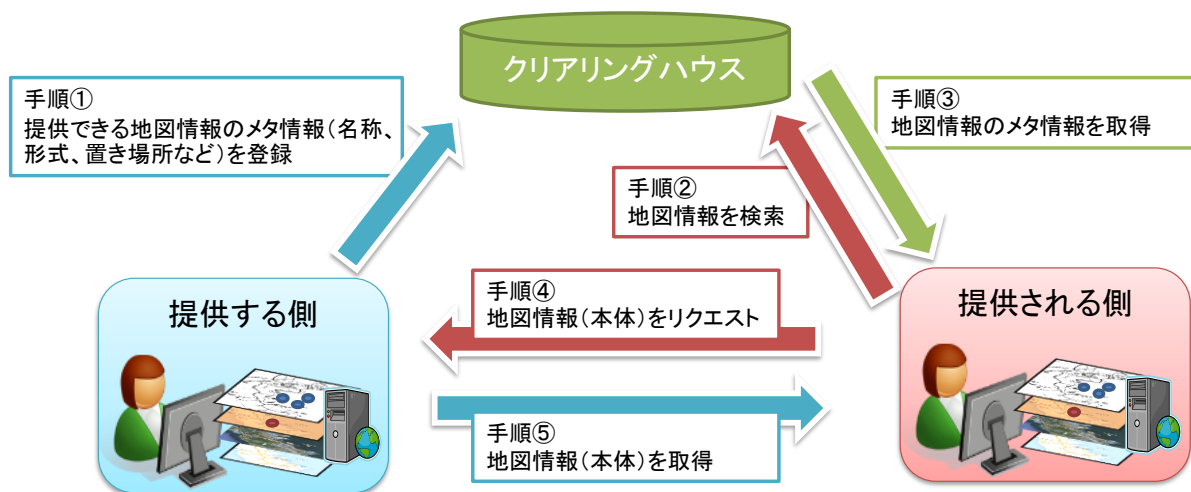 クリアリングハウス
手順①
提供できる地図情報のメタ情報(名称、
形式、置き場所など)を登録
手順③
地図情報のメタ情報を取得
手順②
地図情報を検索
提供する側
手順④
地図情報(本体)をリクエスト
提供される側
手順⑤
地図情報(本体)を取得